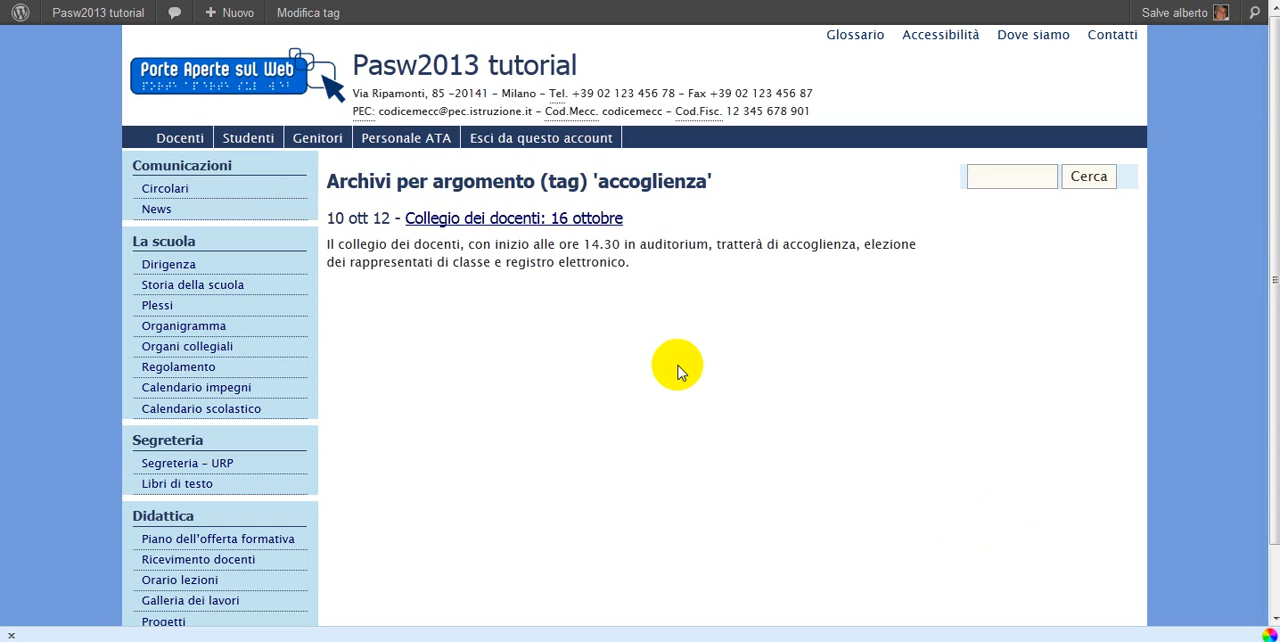 Pasw2013 tutorial
Nuovo
Modifica tag
Salve alberto
Glossario
Accessibilità
Dove siamo
Contatti
Porte Aperte sul Web
Pasw2013 tutorial
Via Ripamonti, 85 -20141 - Milano - Tel. +39 02 123 456 78 - Fax +39 02 123 456 87
PEC: codicemecc@pec.istruzione.it - Cod.Mecc. codicemecc - Cod.Fisc. 12 345 678 901
Docenti
Studenti
Genitori
Personale ATA
Esci da questo account
Comunicazioni
Circolari
News
La scuola
Dirigenza
Storia della scuola
Plessi
Organigramma
Organi collegiali
Regolamento
Calendario impegni
Calendario scolastico
Segreteria
Segreteria - URP
Libri di testo
Didattica
Piano dell'offerta formativa
Ricevimento docenti
Orario lezioni
Galleria dei lavori
Progetti
Archivi per argomento (tag) 'accoglienza'
10 ott 12 - Collegio dei docenti: 16 ottobre
Il collegio dei docenti, con inizio alle ore 14.30 in auditorium, tratterà di accoglienza, elezione
dei rappresentati di classe e registro elettronico.
Cerca